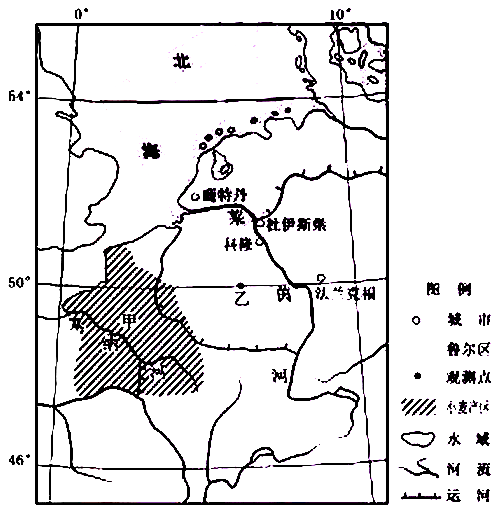 0° 10°
北
54°
海
鹿特丹
莱
杜伊斯堡
科隆
50°
乙 茵 法兰克福
甲
河 河
46°
图例
城市
鲁尔区
观测点
小麦产区
水域
河流
运河